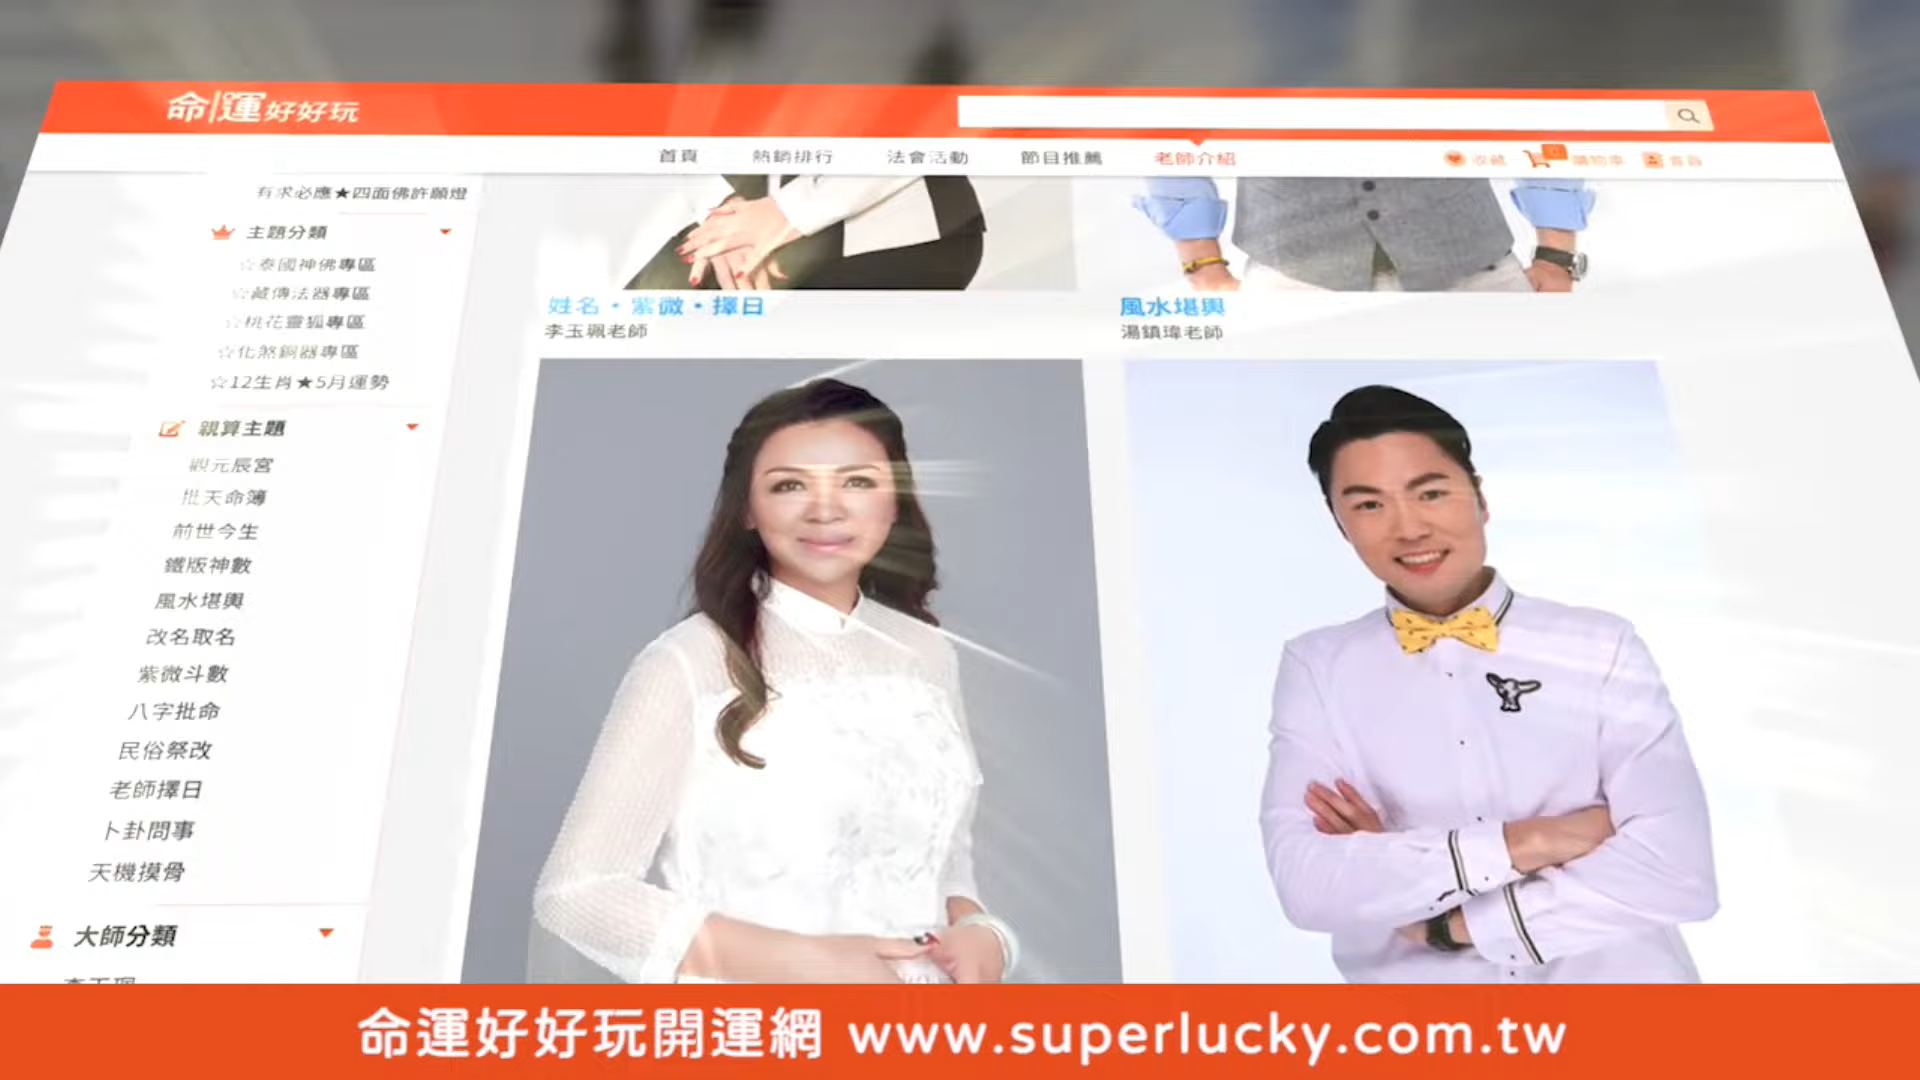 命運好好玩
首頁 熱銷排行 法會活動 節目推薦 老師介紹 收藏 購物車 會員
有求必應★四面佛許願燈
主題分類
☆泰國神佛專區
☆藏傳法器專區
☆桃花靈狐專區
☆化煞銅器專區
☆12生肖★5月運勢
親算主題
觀元辰宮
批天命簿
前世今生
鐵版神數
風水堪輿
改名取名
紫微斗數
八字批命
民俗祭改
老師擇日
卜卦問事
天機摸骨
大師分類
姓名・紫微・擇日
李玉珮老師
風水堪輿
湯鎮瑋老師
命運好好玩開運網 www.superlucky.com.tw